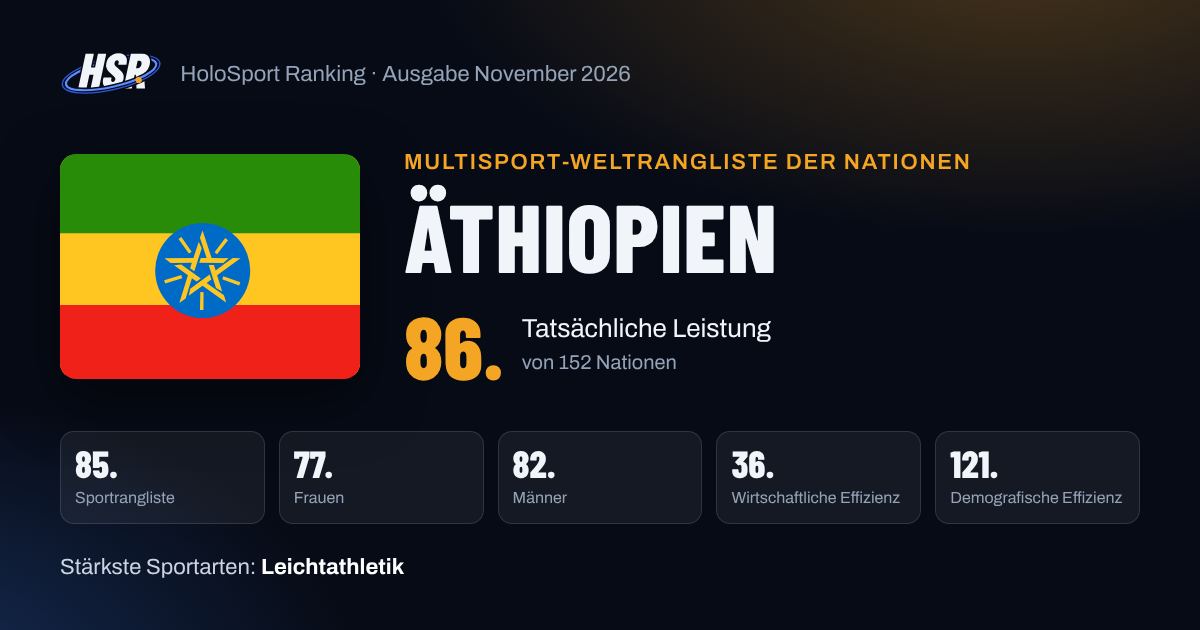 HSR
HoloSport Ranking · Ausgabe November 2026
MULTISPORT-WELTRANGLISTE DER NATIONEN
ÄTHIOPIEN
86.
Tatsächliche Leistung
von 152 Nationen
85.
Sportrangliste
77.
Frauen
82.
Männer
36.
Wirtschaftliche Effizienz
121.
Demografische Effizienz
Stärkste Sportarten: Leichtathletik